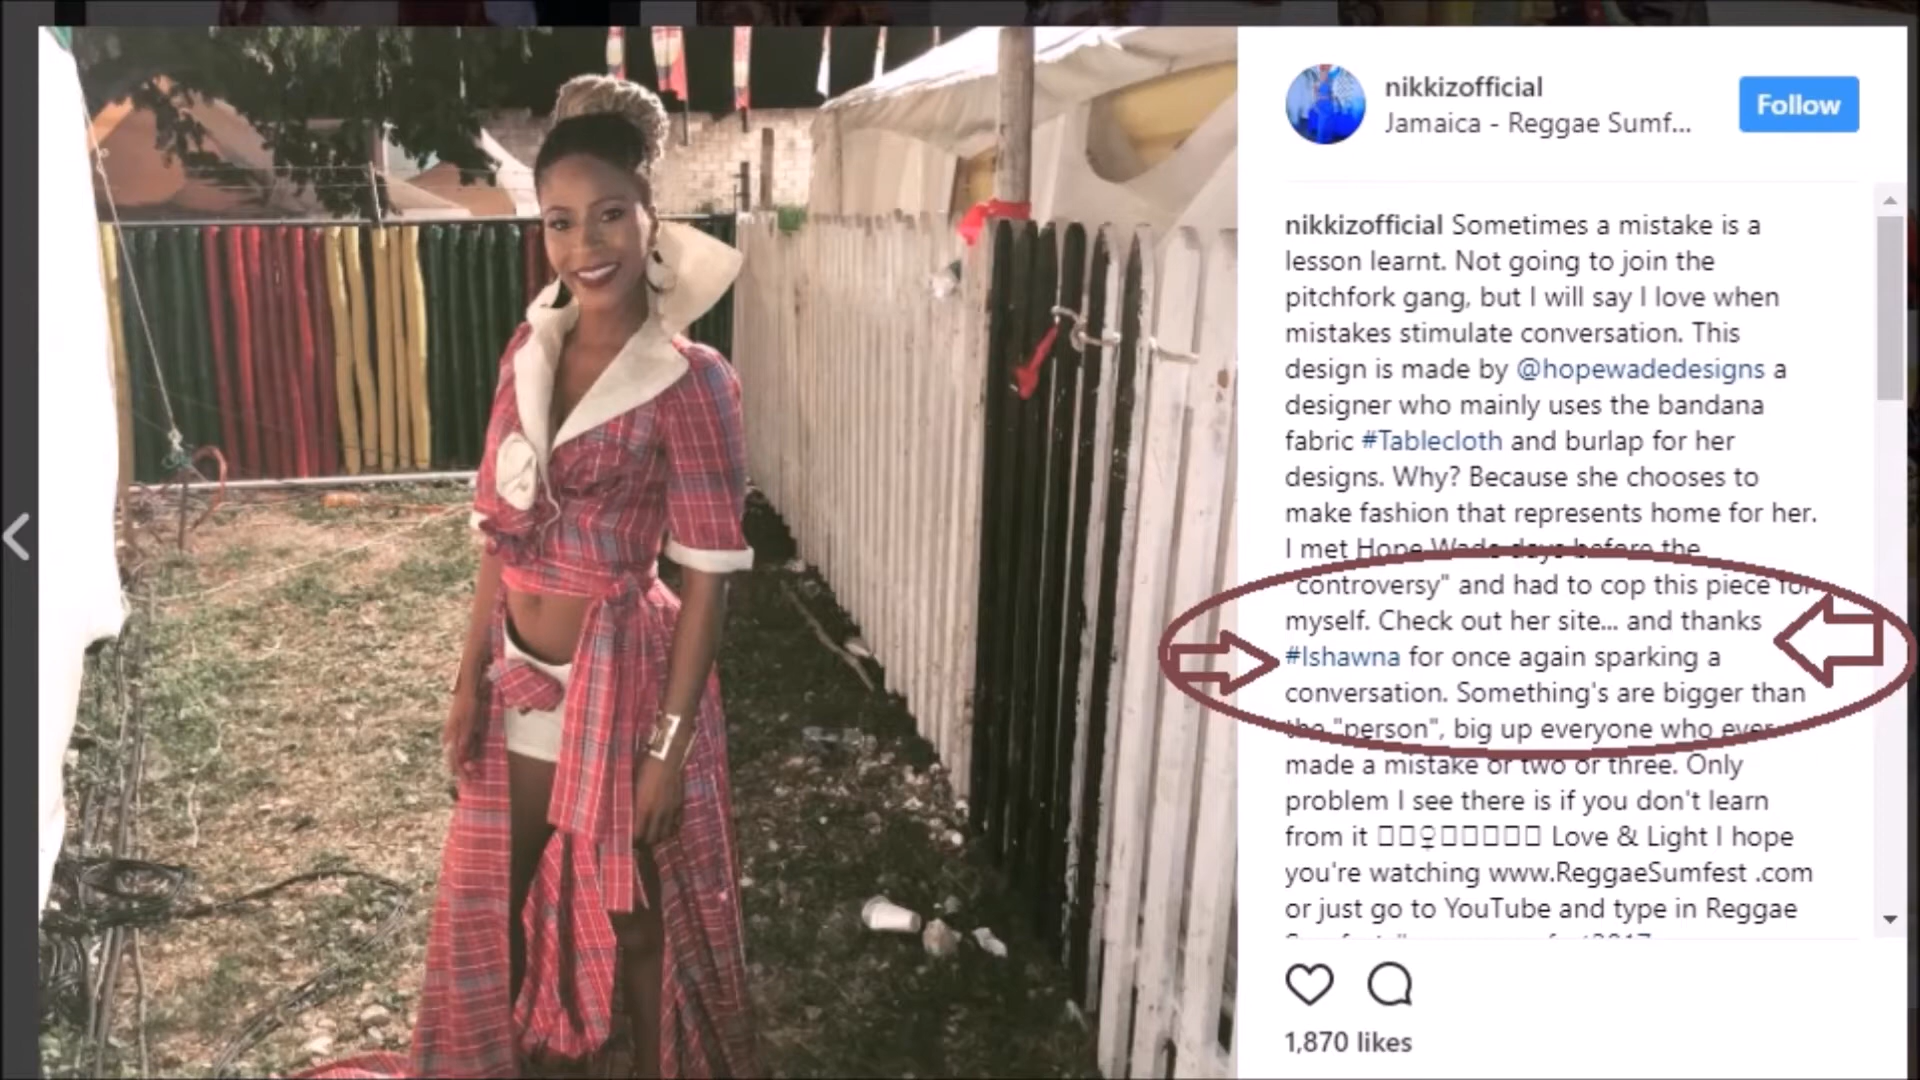 nikkizofficial
Jamaica - Reggae Sumf...
Follow
nikkizofficial Sometimes a mistake is a
lesson learnt. Not going to join the
pitchfork gang, but I will say I love when
mistakes stimulate conversation. This
design is made by @hopewadedesigns a
designer who mainly uses the bandana
fabric #Tablecloth and burlap for her
designs. Why? Because she chooses to
make fashion that represents home for her.
I met Hope Wade days before the
"controversy" and had to cop this piece for
myself. Check out her site... and thanks
#Ishawna for once again sparking a
conversation. Something's are bigger than
the "person", big up everyone who ever
made a mistake or two or three. Only
problem I see there is if you don't learn
from it Love & Light I hope
you're watching www.ReggaeSumfest .com
or just go to YouTube and type in Reggae
1,870 likes